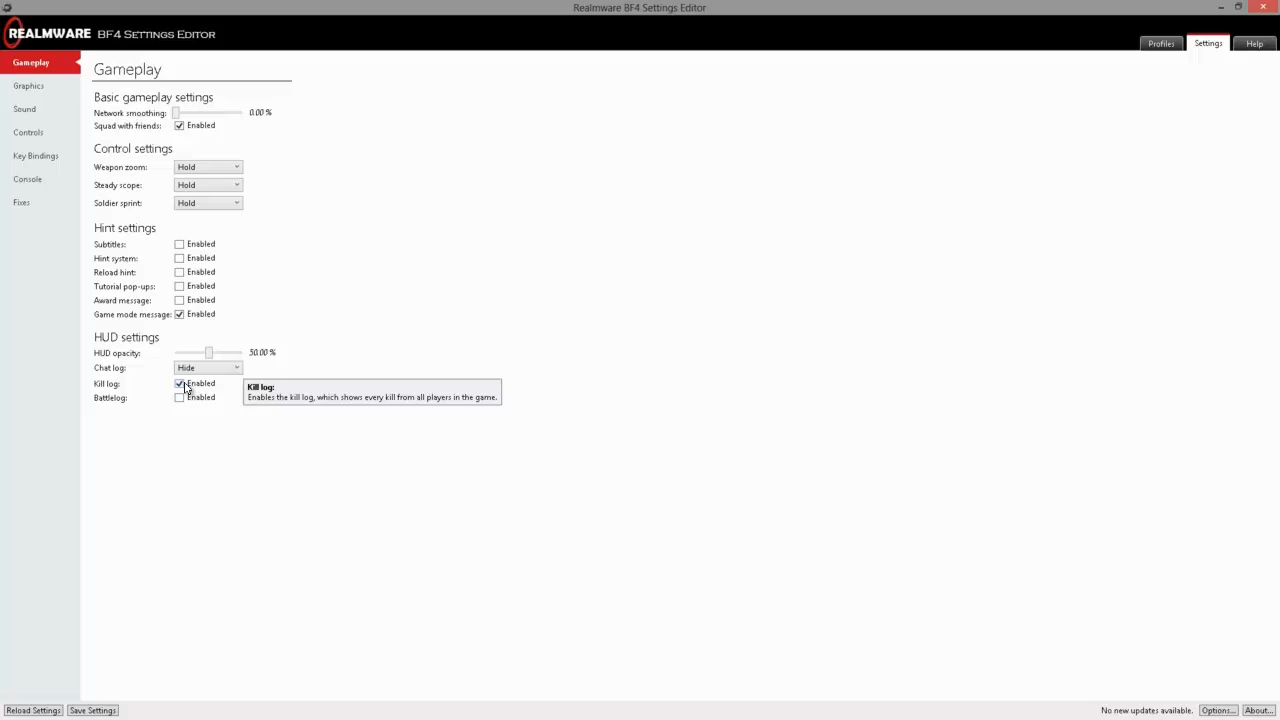 Realmware BF4 Settings Editor
REALMWARE BF4 SETTINGS EDITOR
Profiles Settings Help
Gameplay
Graphics
Sound
Controls
Key Bindings
Console
Fixes
Gameplay
Basic gameplay settings
Network smoothing: 0.00 %
Squad with friends: Enabled
Control settings
Weapon zoom: Hold
Steady scope: Hold
Soldier sprint: Hold
Hint settings
Subtitles: Enabled
Hint system: Enabled
Reload hint: Enabled
Tutorial pop-ups: Enabled
Award message: Enabled
Game mode message: Enabled
HUD settings
HUD opacity: 50.00 %
Chat log: Hide
Kill log: Enabled
Battlelog: Enabled
Kill log:
Enables the kill log, which shows every kill from all players in the game.
Reload Settings Save Settings No new updates available. Options... About...